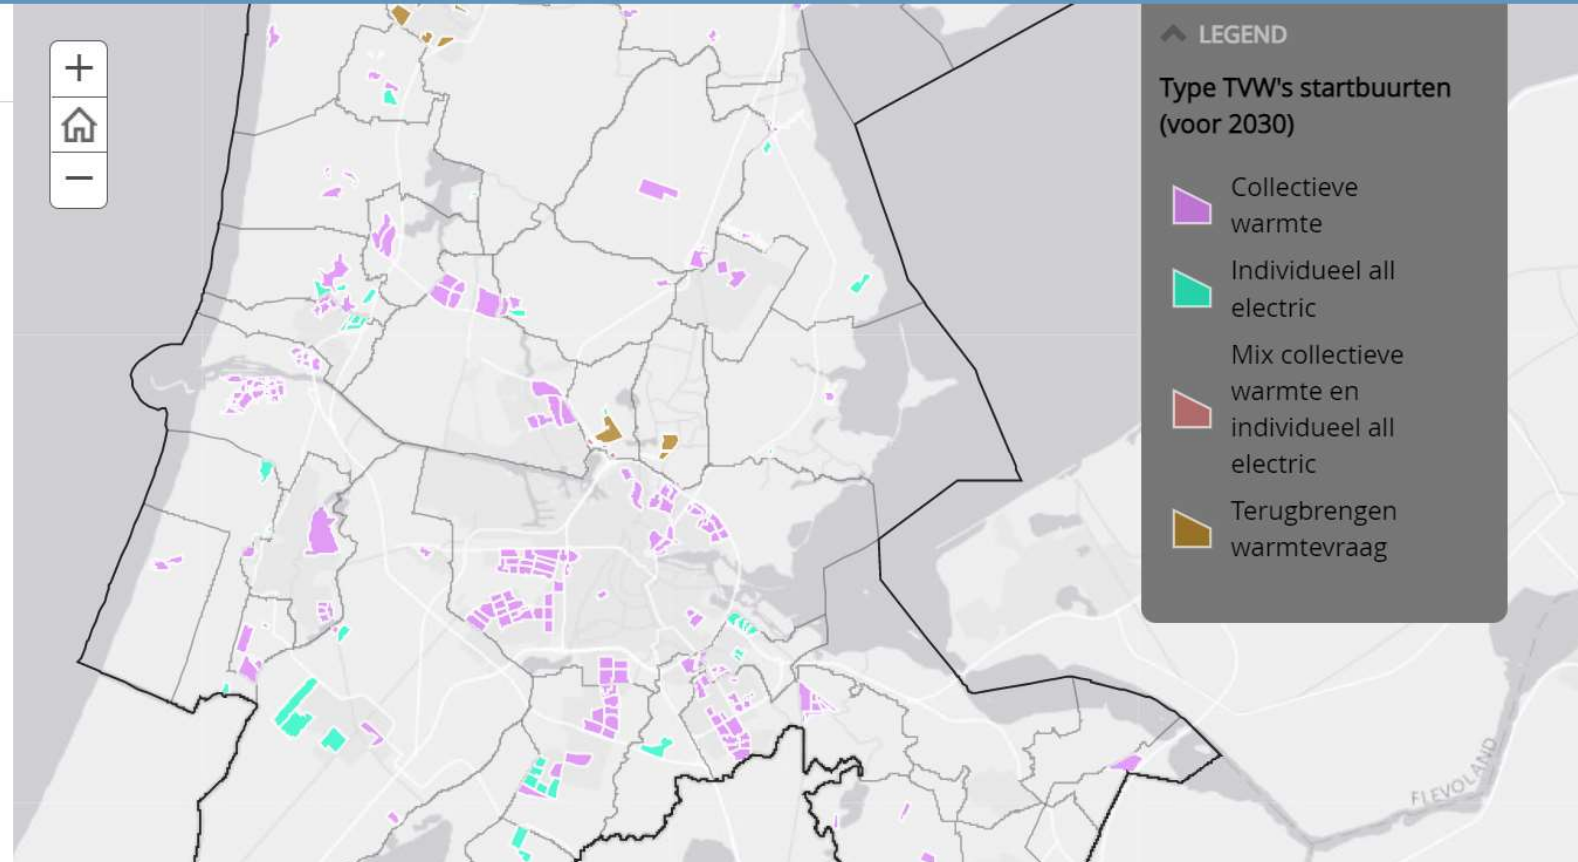 LEGEND
Type TVW's startbuurten
(voor 2030)
Collectieve
warmte
Individueel all
electric
Mix collectieve
warmte en
individueel all
electric
Terugbrengen
warmtevraag
FLEVOLAND